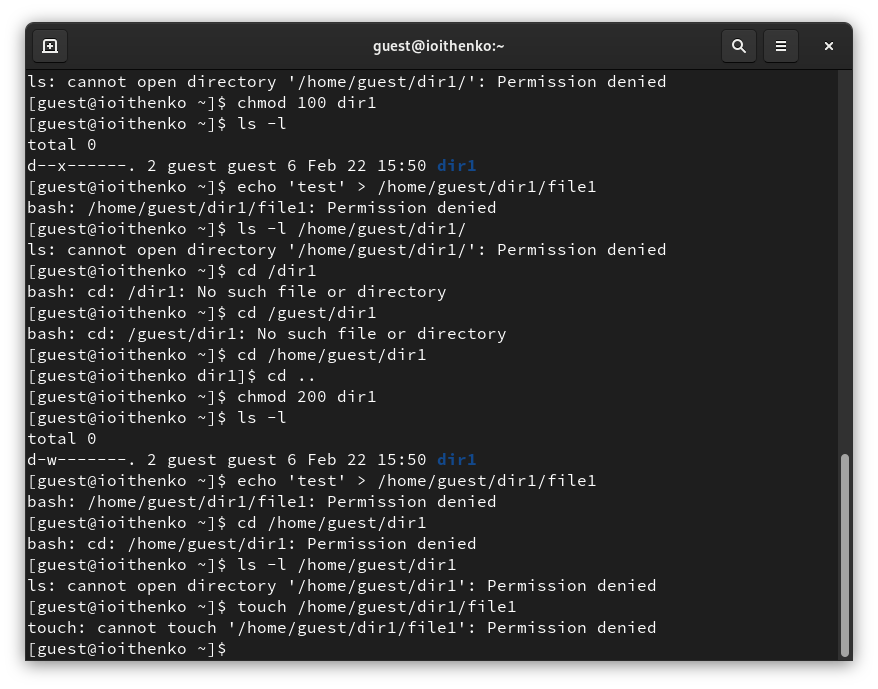 guest@ioithenko:~
ls: cannot open directory '/home/guest/dir1/': Permission denied
[guest@ioithenko ~]$ chmod 100 dir1
[guest@ioithenko ~]$ ls -l
total 0
d--x------. 2 guest guest 6 Feb 22 15:50 dir1
[guest@ioithenko ~]$ echo 'test' > /home/guest/dir1/file1
bash: /home/guest/dir1/file1: Permission denied
[guest@ioithenko ~]$ ls -l /home/guest/dir1/
ls: cannot open directory '/home/guest/dir1/': Permission denied
[guest@ioithenko ~]$ cd /dir1
bash: cd: /dir1: No such file or directory
[guest@ioithenko ~]$ cd /guest/dir1
bash: cd: /guest/dir1: No such file or directory
[guest@ioithenko ~]$ cd /home/guest/dir1
[guest@ioithenko dir1]$ cd ..
[guest@ioithenko ~]$ chmod 200 dir1
[guest@ioithenko ~]$ ls -l
total 0
d-w-------. 2 guest guest 6 Feb 22 15:50 dir1
[guest@ioithenko ~]$ echo 'test' > /home/guest/dir1/file1
bash: /home/guest/dir1/file1: Permission denied
[guest@ioithenko ~]$ cd /home/guest/dir1
bash: cd: /home/guest/dir1: Permission denied
[guest@ioithenko ~]$ ls -l /home/guest/dir1
ls: cannot open directory '/home/guest/dir1': Permission denied
[guest@ioithenko ~]$ touch /home/guest/dir1/file1
touch: cannot touch '/home/guest/dir1/file1': Permission denied
[guest@ioithenko ~]$